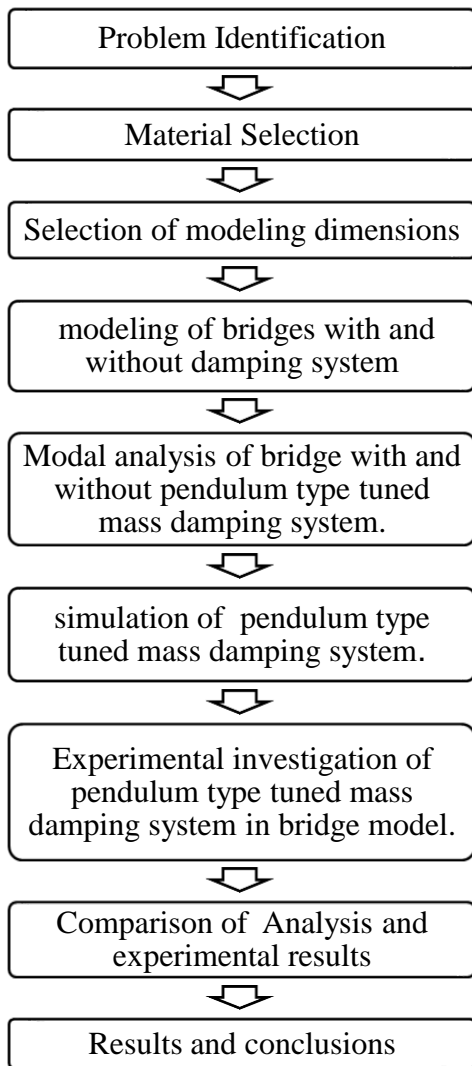 Problem Identification
Material Selection
Selection of modeling dimensions
modeling of bridges with and
without damping system
Modal analysis of bridge with and
without pendulum type tuned
mass damping system.
simulation of pendulum type
tuned mass damping system.
Experimental investigation of
pendulum type tuned mass
damping system in bridge model.
Comparison of Analysis and
experimental results
Results and conclusions